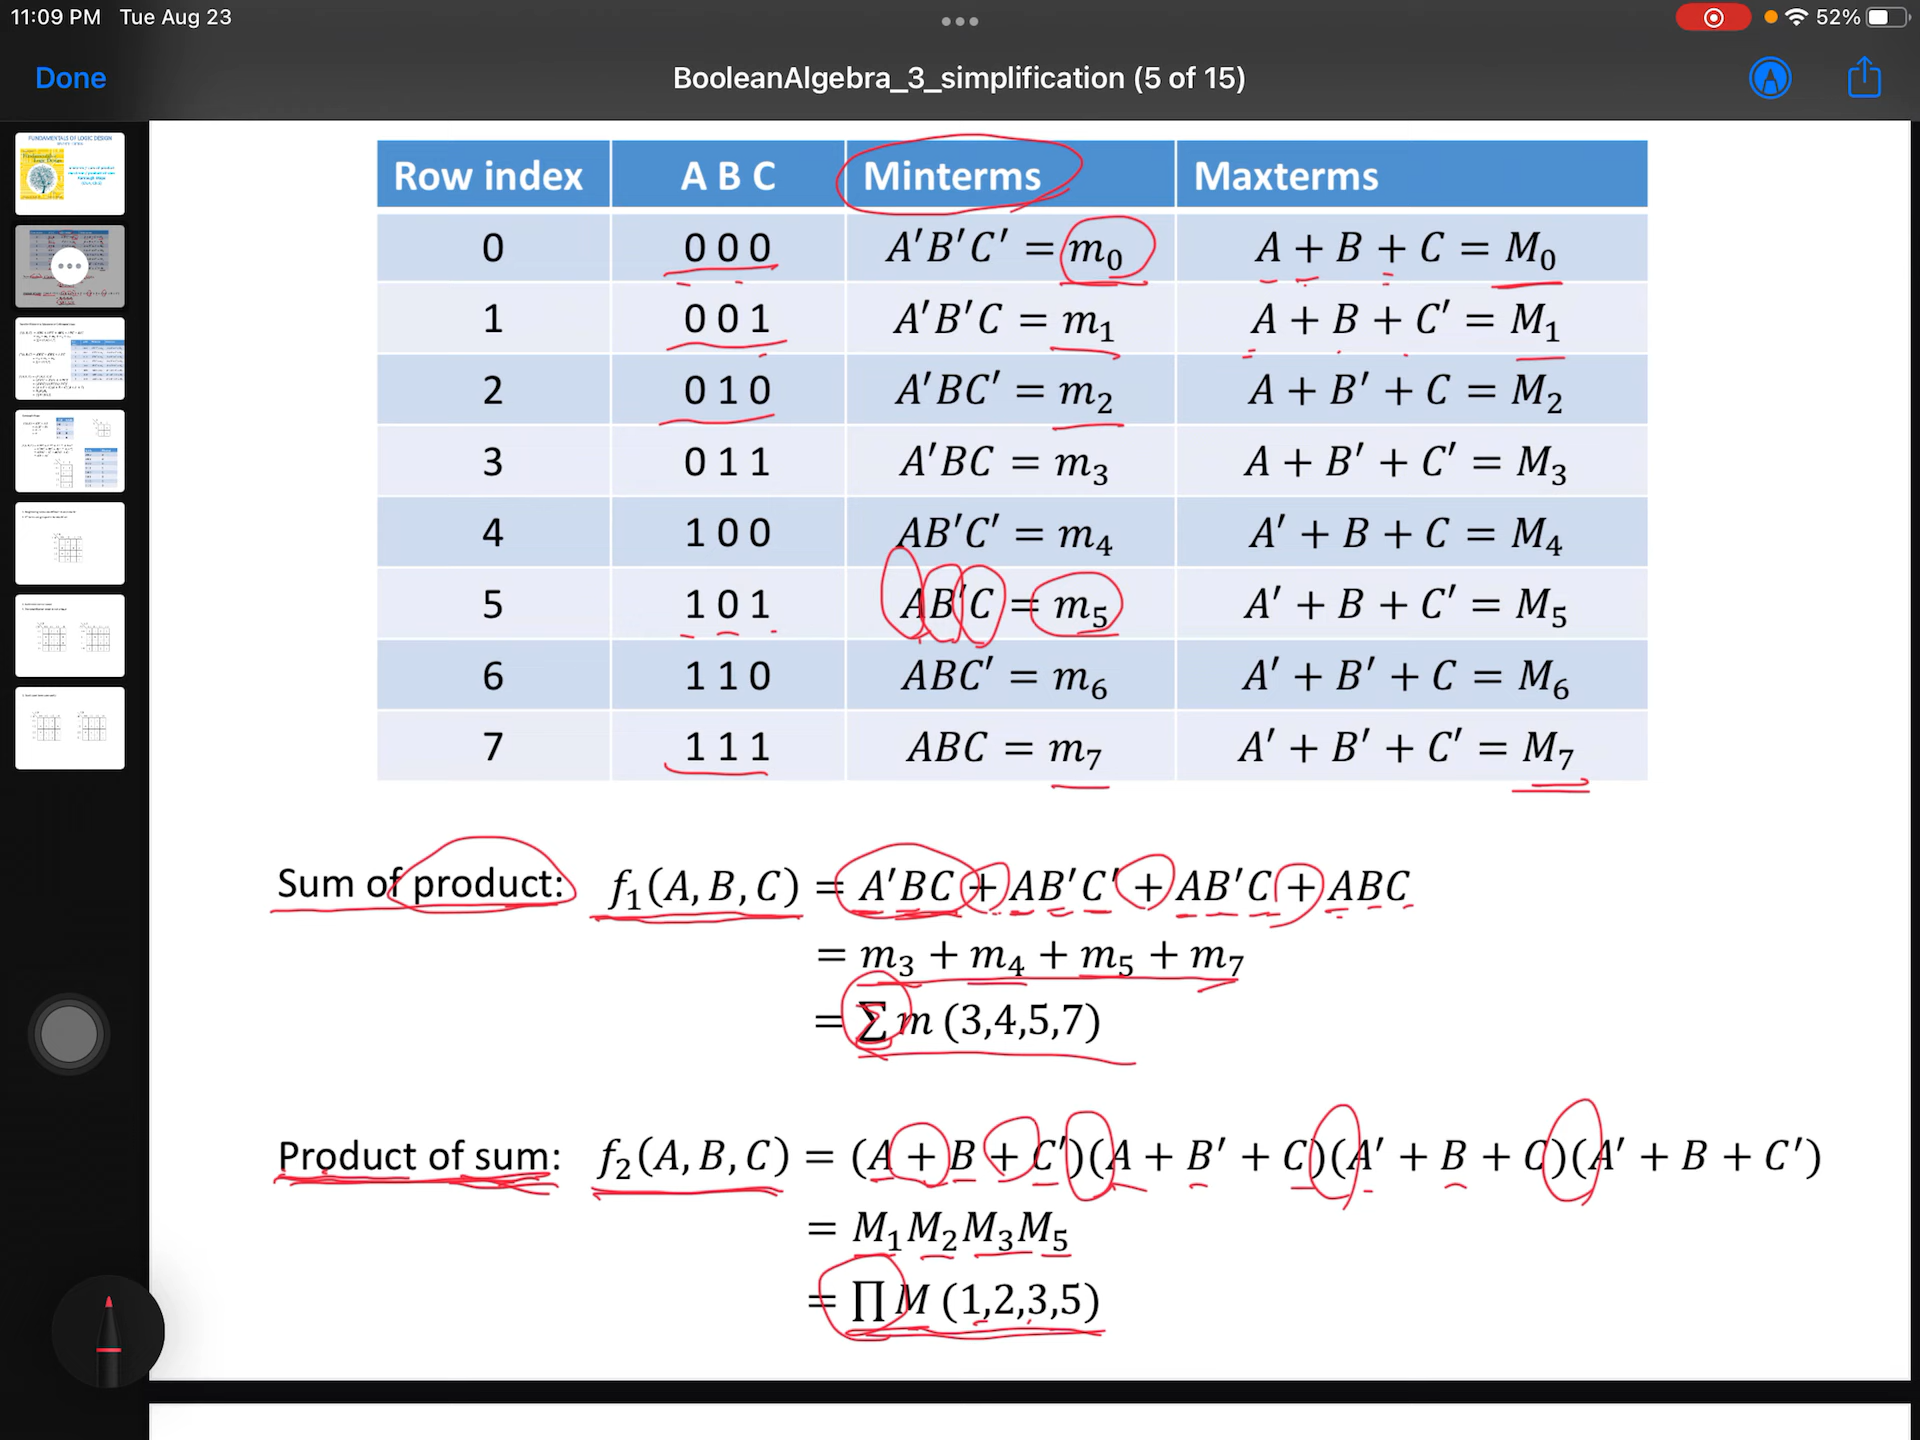 11:09 PM Tue Aug 23
52%
Done
BooleanAlgebra_3_simplification (5 of 15)
FUNDAMENTALS OF LOGIC DESIGN
Row index A B C Minterms Maxterms
0 0 0 0 A′B′C′ = m₀ A + B + C = M₀
1 0 0 1 A′B′C = m₁ A + B + C′ = M₁
2 0 1 0 A′BC′ = m₂ A + B′ + C = M₂
3 0 1 1 A′BC = m₃ A + B′ + C′ = M₃
4 1 0 0 AB′C′ = m₄ A′ + B + C = M₄
5 1 0 1 AB′C = m₅ A′ + B + C′ = M₅
6 1 1 0 ABC′ = m₆ A′ + B′ + C = M₆
7 1 1 1 ABC = m₇ A′ + B′ + C′ = M₇
Sum of product: f₁(A, B, C) = A′BC + AB′C′ + AB′C + ABC
= m₃ + m₄ + m₅ + m₇
= ∑ m (3,4,5,7)
Product of sum: f₂(A, B, C) = (A + B + C′)(A + B′ + C)(A′ + B + C)(A′ + B + C′)
= M₁M₂M₃M₅
= ∏ M (1,2,3,5)